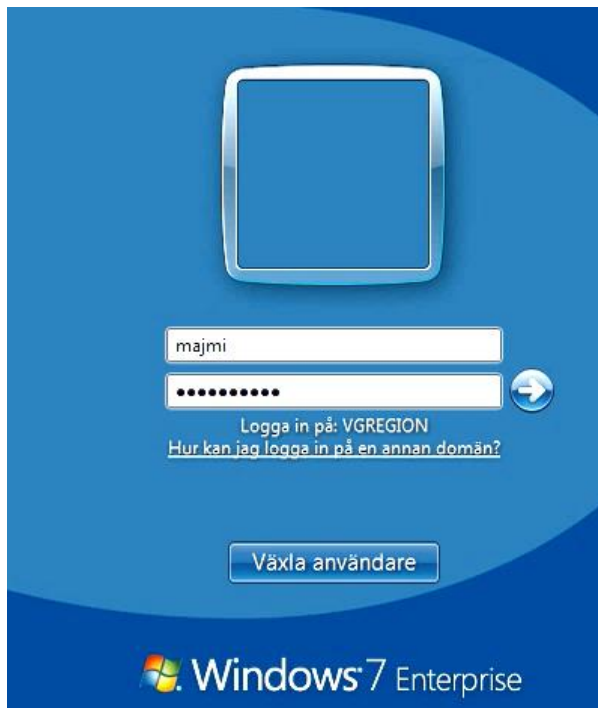 majmi
••••••••••
Logga in på: VGREGION
Hur kan jag logga in på en annan domän?
Växla användare
Windows 7 Enterprise